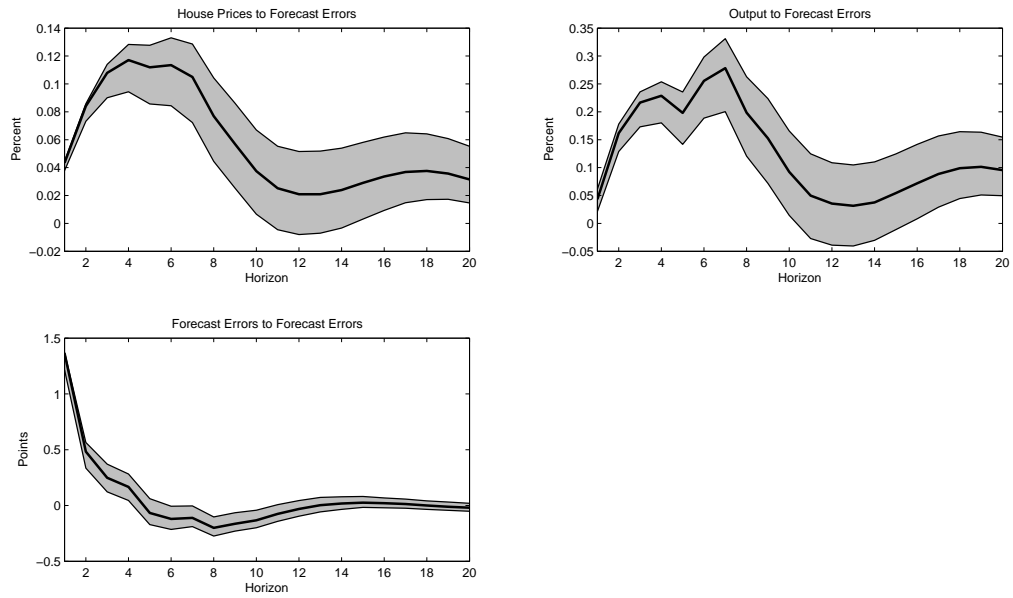 House Prices to Forecast Errors
0.14
0.12
0.1
0.08
0.06
0.04
0.02
0
−0.02
Percent
2 4 6 8 10 12 14 16 18 20
Horizon
Output to Forecast Errors
0.35
0.3
0.25
0.2
0.15
0.1
0.05
0
−0.05
Percent
2 4 6 8 10 12 14 16 18 20
Horizon
Forecast Errors to Forecast Errors
1.5
1
0.5
0
−0.5
Points
2 4 6 8 10 12 14 16 18 20
Horizon